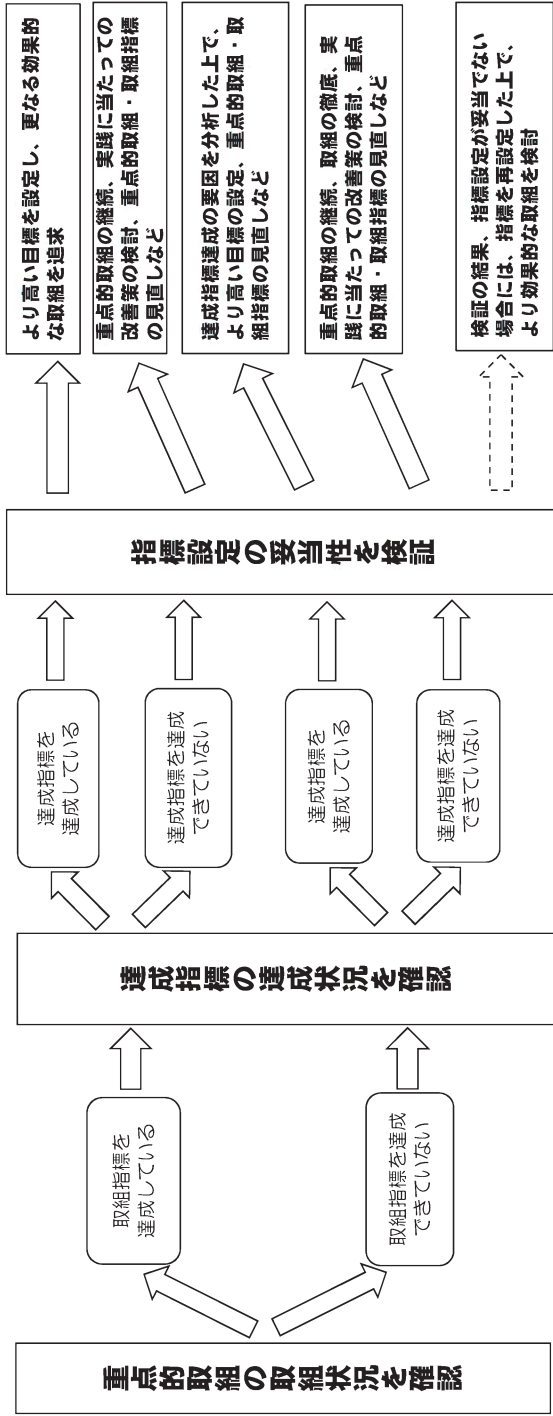 重点的取組の取組状況を確認
取組指標を
達成している
取組指標を達成
できていない
達成指標の達成状況を確認
達成指標を
達成している
達成指標を達成
できていない
達成指標を
達成している
達成指標を達成
できていない
指標設定の妥当性を検証
より高い目標を設定し、更なる効果的
な取組を追求
重点的取組の継続、実践に当たっての
改善策の検討、重点的取組・取組指標
の見直しなど
達成指標達成の要因を分析した上で、
より高い目標の設定、重点的取組・取
組指標の見直しなど
重点的取組の継続、取組の徹底、実
践に当たっての改善策の検討、重点
的取組・取組指標の見直しなど
検証の結果、指標設定が妥当でない
場合には、指標を再設定した上で、
より効果的な取組を検討